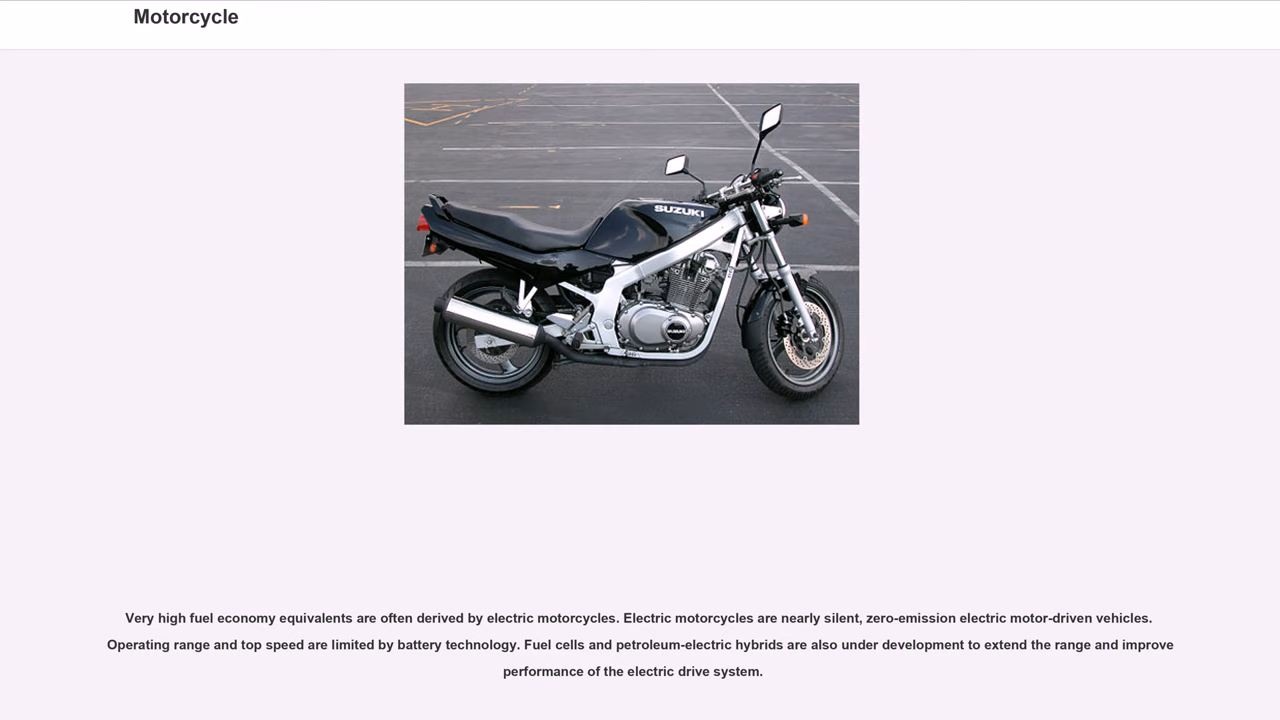 Motorcycle
SUZUKI
SUZUKI
Very high fuel economy equivalents are often derived by electric motorcycles. Electric motorcycles are nearly silent, zero-emission electric motor-driven vehicles.
Operating range and top speed are limited by battery technology. Fuel cells and petroleum-electric hybrids are also under development to extend the range and improve
performance of the electric drive system.